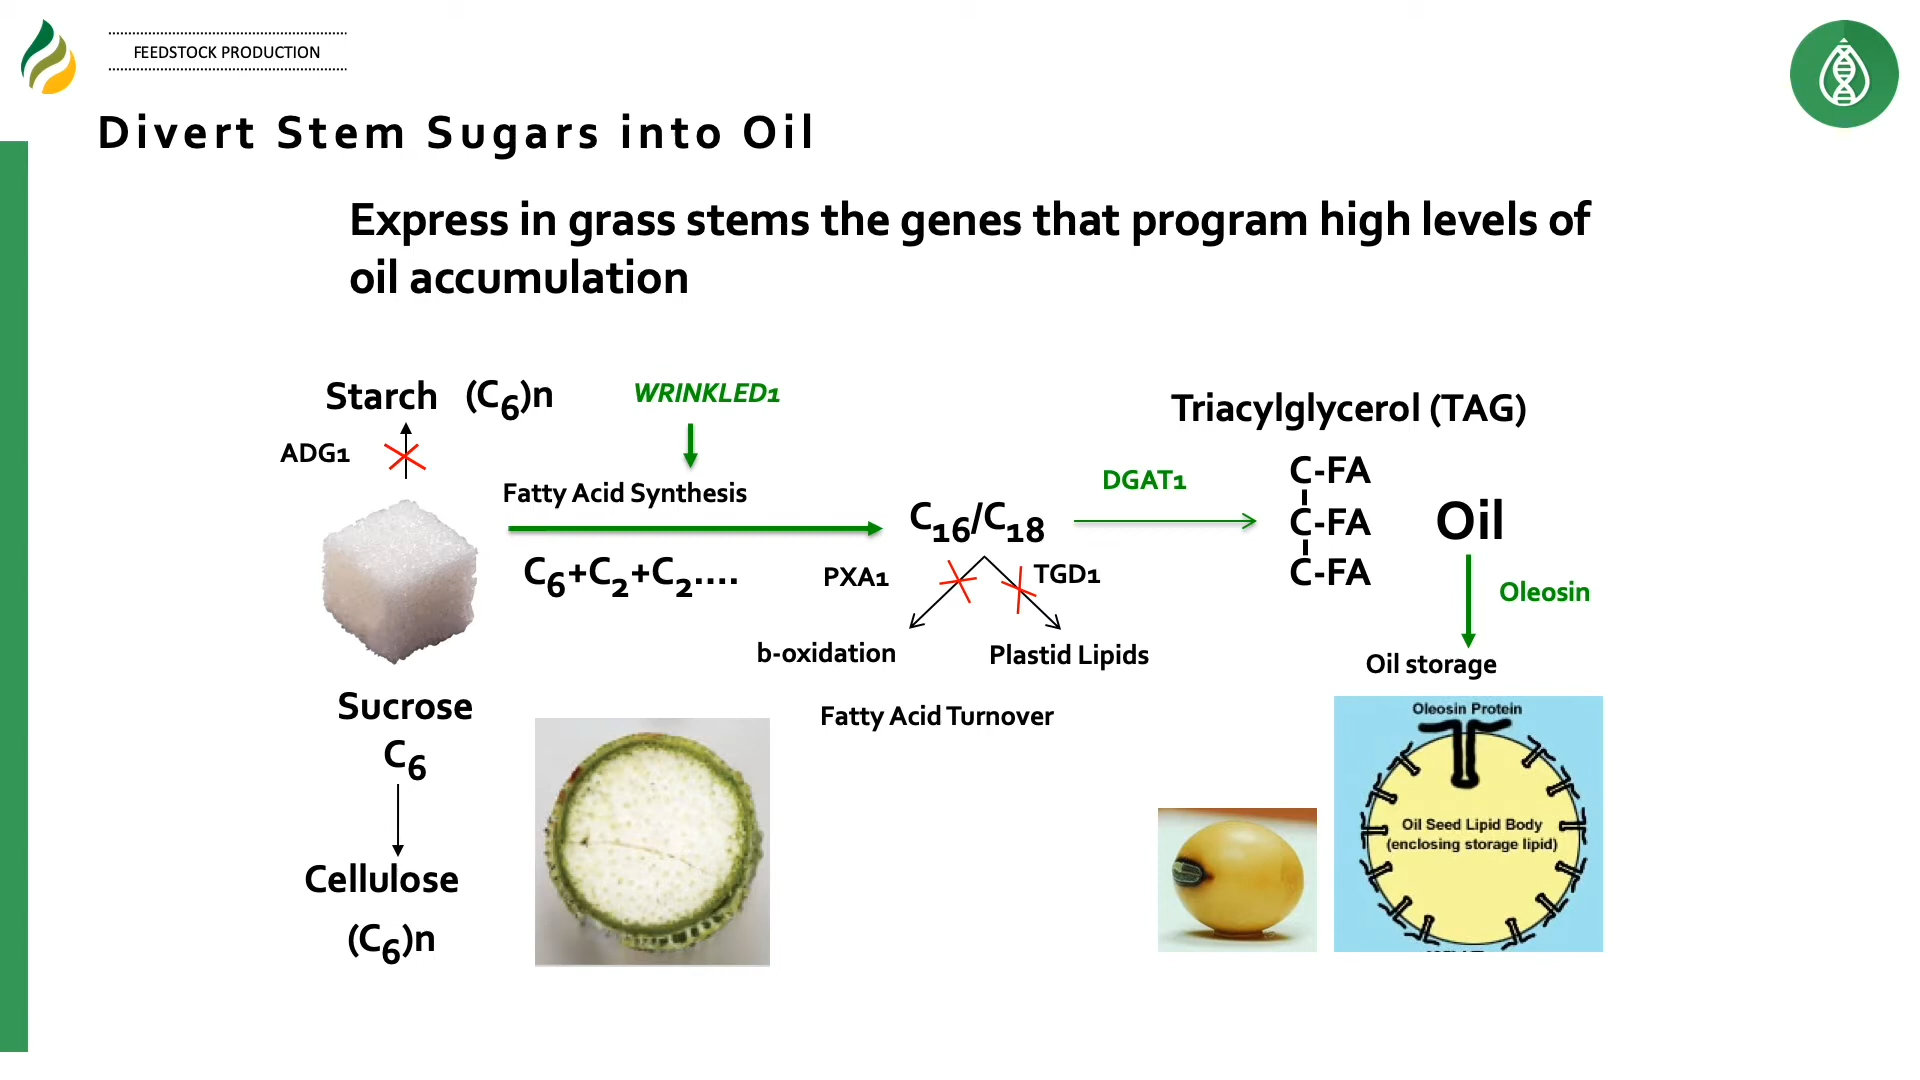 FEEDSTOCK PRODUCTION
Divert Stem Sugars into Oil
Express in grass stems the genes that program high levels of
oil accumulation
Starch (C6)n
ADG1
WRINKLED1
Fatty Acid Synthesis
C6+C2+C2....
C16/C18
PXA1
TGD1
b-oxidation
Plastid Lipids
Fatty Acid Turnover
DGAT1
Triacylglycerol (TAG)
C-FA
C-FA
C-FA
Oil
Oleosin
Oil storage
Sucrose
C6
Cellulose
(C6)n
Oleosin Protein
Oil Seed Lipid Body
(enclosing storage lipid)